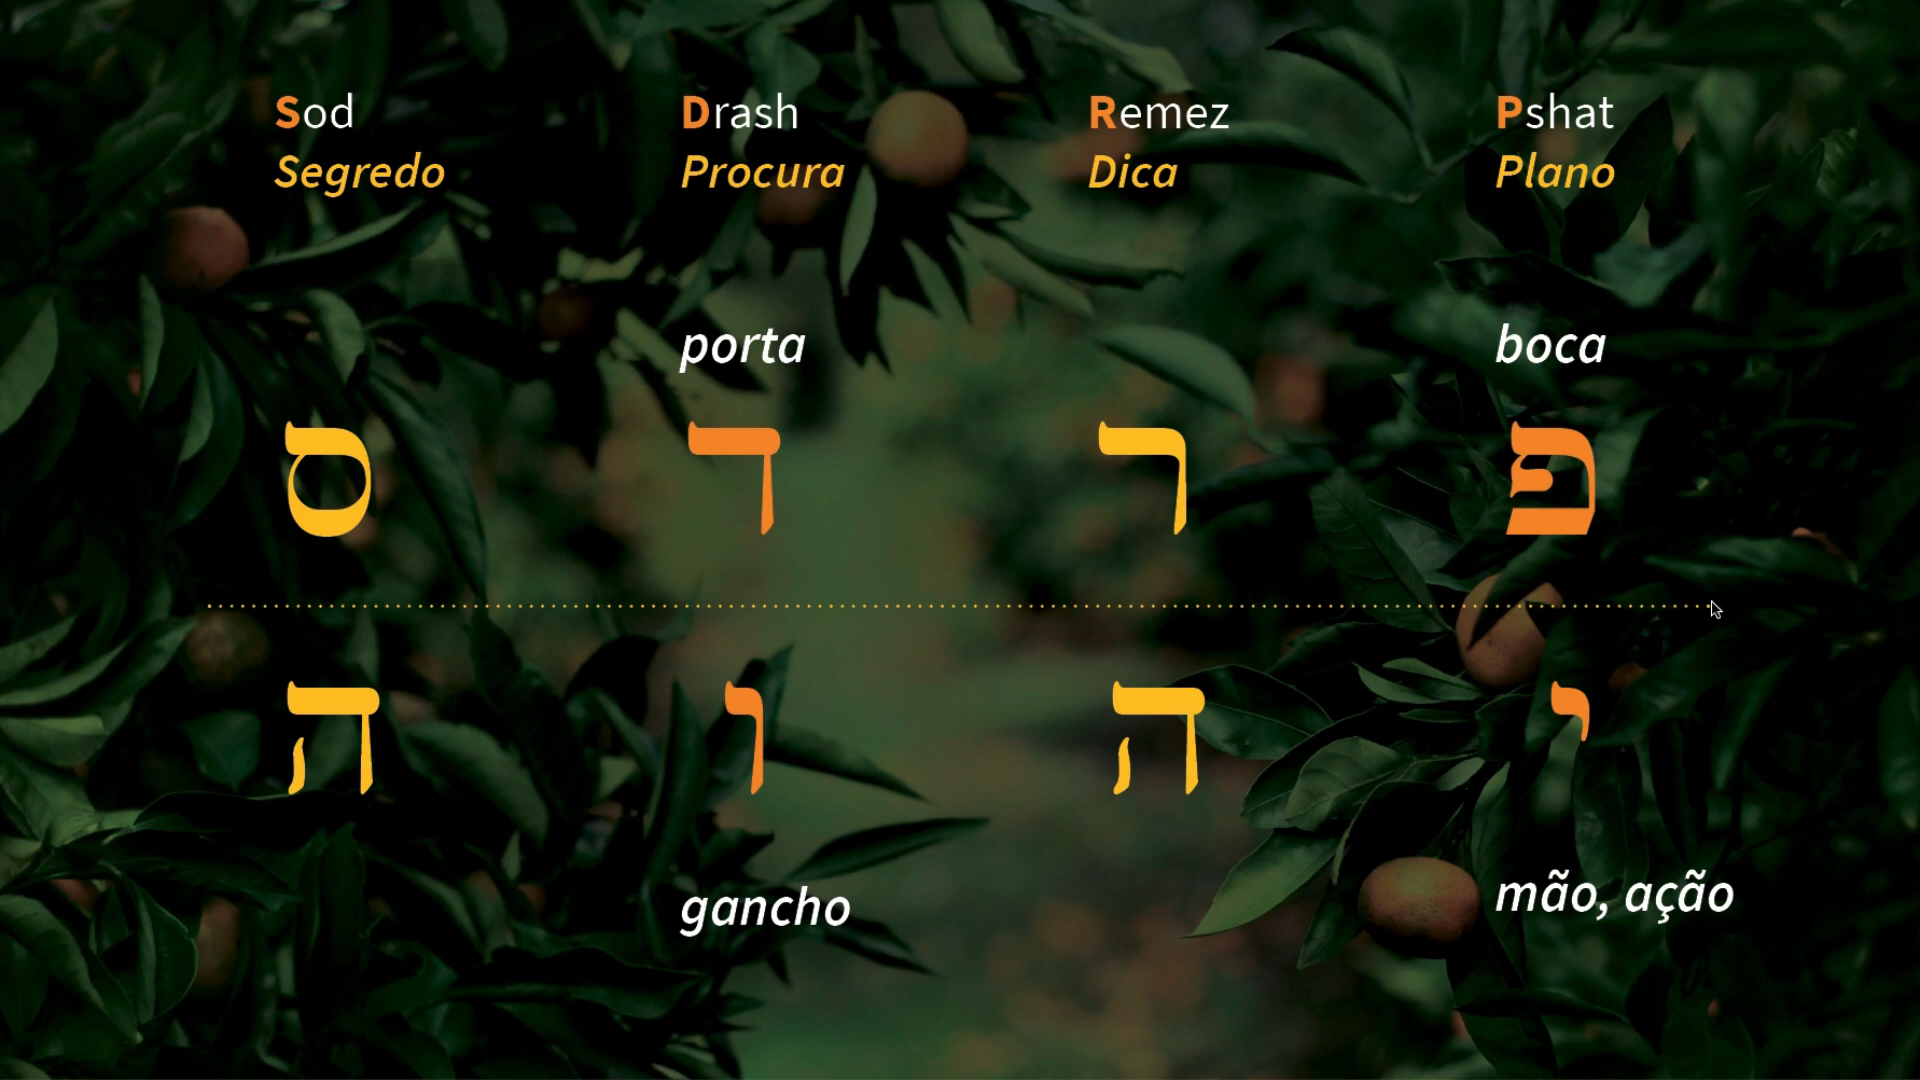 Sod Drash Remez Pshat
Segredo Procura Dica Plano
porta boca
פ ר ד ס
י ה ו ה
gancho mão, ação